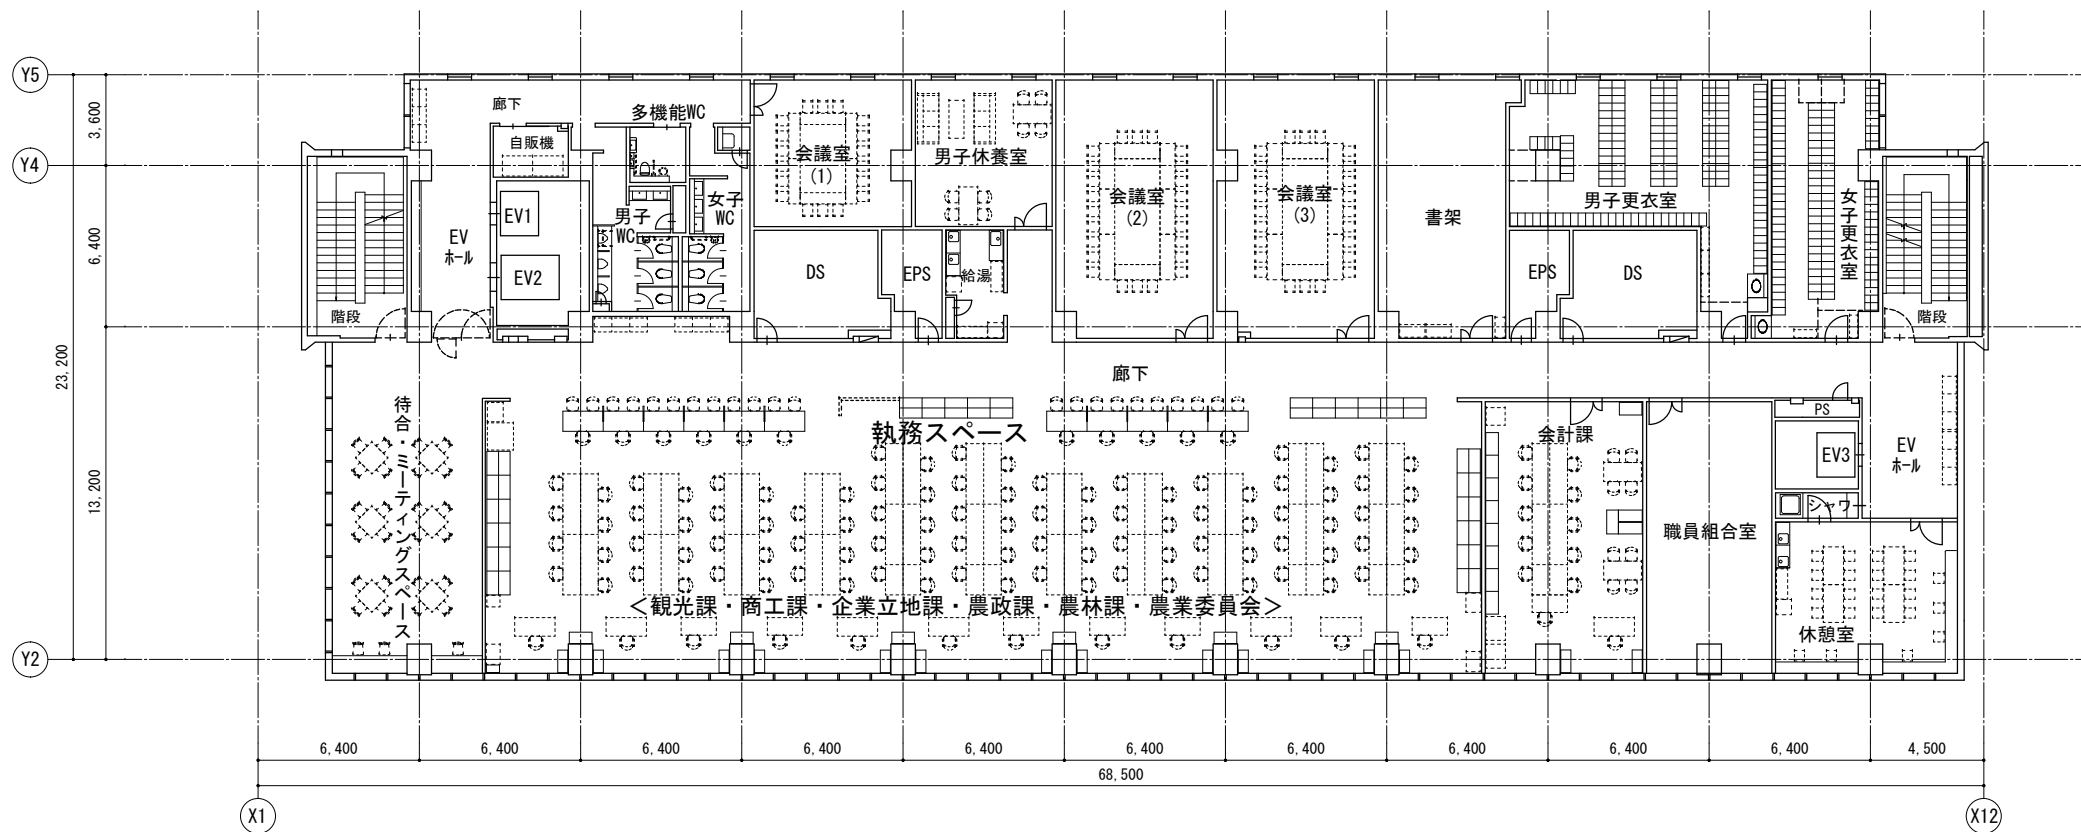 Y5
Y4
Y2
3,600
6,400
23,200
13,200
廊下
自販機
多機能WC
EV1
EV2
EV
ホール
階段
男子
WC
女子
WC
会議室
(1)
男子休養室
DS
EPS
給湯
会議室
(2)
会議室
(3)
書架
男子更衣室
EPS
DS
女子更衣室
階段
廊下
待合・ミーティングスペース
執務スペース
<観光課・商工課・企業立地課・農政課・農林課・農業委員会>
会計課
職員組合室
PS
EV3
EV
ホール
シャワー
休憩室
6,400
6,400
6,400
6,400
6,400
6,400
6,400
6,400
6,400
6,400
4,500
68,500
X1
X12